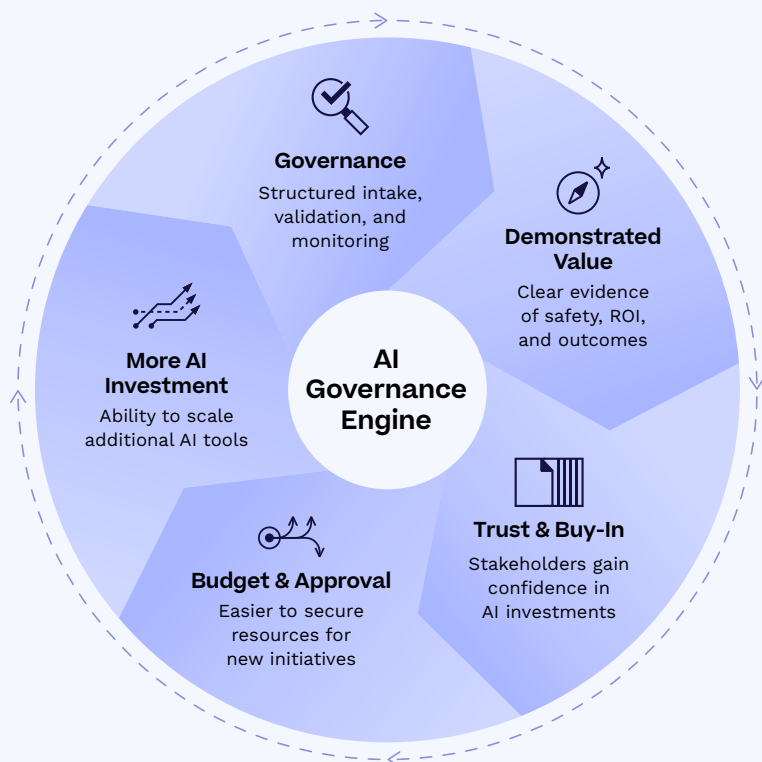 Governance
Structured intake,
validation, and
monitoring
Demonstrated
Value
Clear evidence
of safety, ROI,
and outcomes
Trust & Buy-In
Stakeholders gain
confidence in
AI investments
Budget & Approval
Easier to secure
resources for
new initiatives
More AI
Investment
Ability to scale
additional AI tools
AI
Governance
Engine